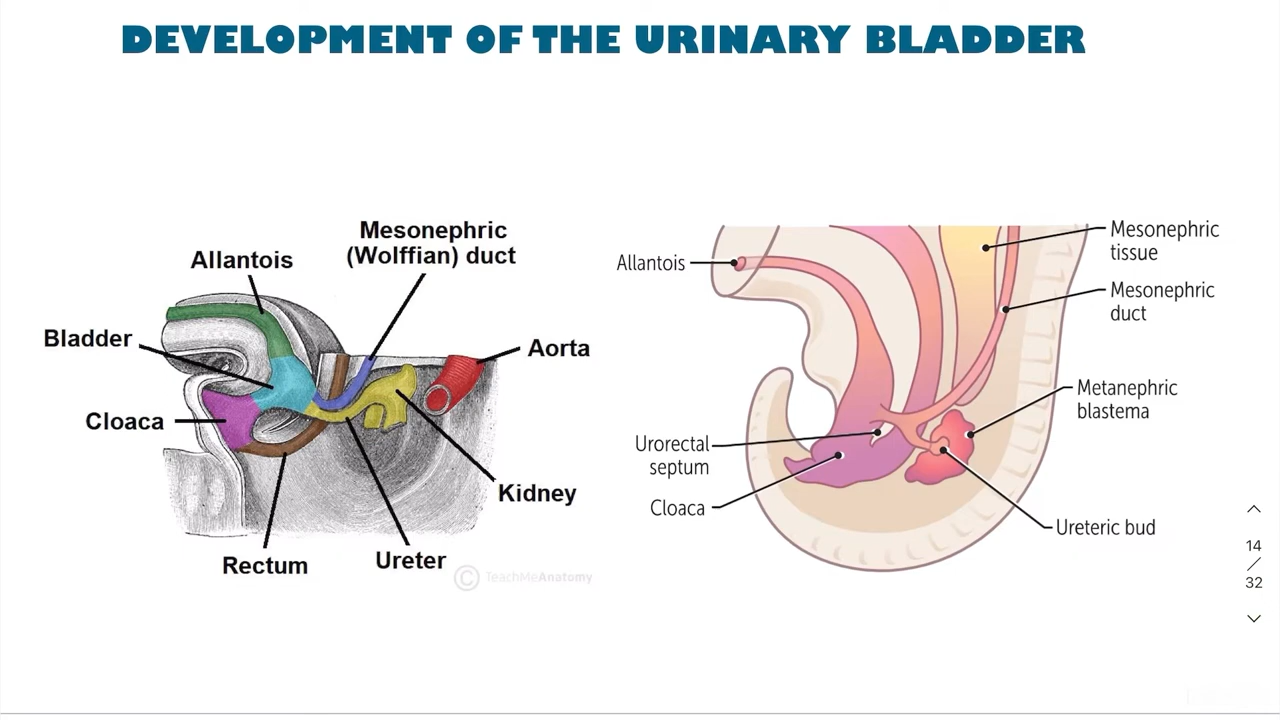 DEVELOPMENT OF THE URINARY BLADDER
Mesonephric
(Wolffian) duct
Allantois
Bladder
Aorta
Cloaca
Kidney
Rectum
Ureter
© TeachMeAnatomy
Mesonephric
tissue
Allantois
Mesonephric
duct
Metanephric
blastema
Urorectal
septum
Cloaca
Ureteric bud
14
/
32